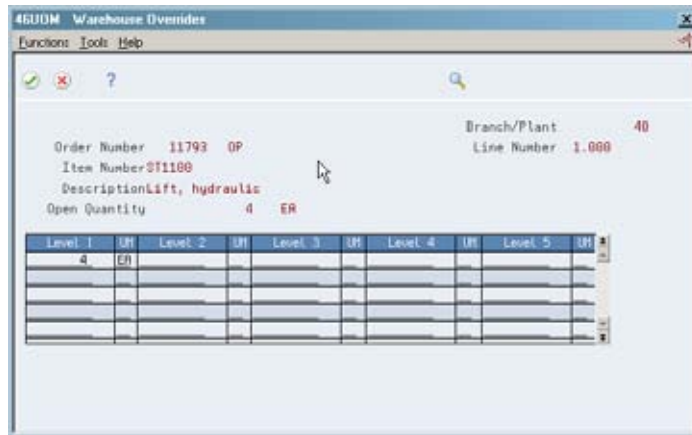 46UOM Warehouse Overrides
Functions Tools Help
?
Branch/Plant 40
Order Number 11793 OP Line Number 1.000
Item Number ST1100
Description Lift, hydraulic
Open Quantity 4 EA
Level 1 UM Level 2 UM Level 3 UM Level 4 UM Level 5 UM
4 EA